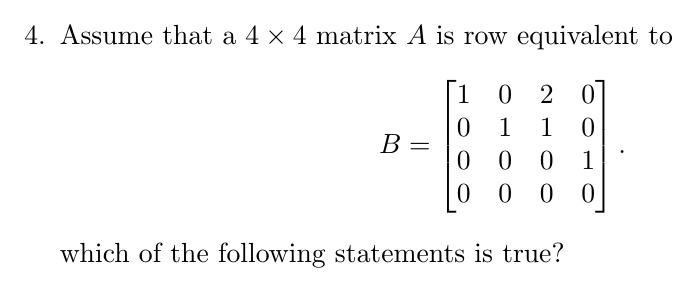 4. Assume that a 4 × 4 matrix A is row equivalent to
B = [1 0 2 0
0 1 1 0
0 0 0 1
0 0 0 0] .
which of the following statements is true?